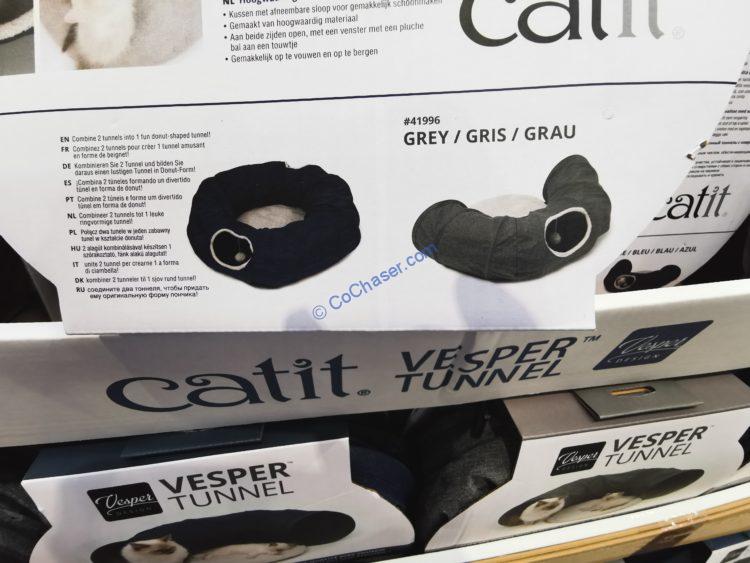 • Kussen met afneembare sloop voor gemakkelijk schoonmaken
• Gemaakt van hoogwaardig materiaal
• Aan beide zijden open, met een venster met een pluche
bal aan een touwtje
• Gemakkelijk op te vouwen en op te bergen
catit®
EN Combine 2 tunnels into 1 fun donut-shaped tunnel!
FR Combinez 2 tunnels pour créer 1 tunnel amusant
en forme de beignet!
DE Kombinieren Sie 2 Tunnel und bilden Sie
daraus einen lustigen Tunnel in Donut-Form!
ES ¡Combina 2 túneles formando un divertido
túnel en forma de donut!
PT Combine 2 túneis e forme um divertido
túnel em forma de donut!
NL Combineer 2 tunnels tot 1 leuke
ringvormige tunnel!
PL Połącz dwa tunele w jeden zabawny
tunel w kształcie donuta!
HU 2 alagút kombinálásával készítsen 1
szórakoztató, fánk alakú alagutat!
IT unite 2 tunnel per creane 1 a forma
di ciambella!
DK kombiner 2 tunneler til 1 sjov rund tunnel!
RU соедините два тоннеля, чтобы придать
ему оригинальную форму пончика!
#41996
GREY / GRIS / GRAU
catit
/ BLEU / BLAU / AZUL
© CoChaser.com
catit® VESPER™
TUNNEL
Vesper
DESIGN
Vesper
DESIGN
VESPER™
TUNNEL
Vesper
DESIGN
VESPER™
TUNNEL